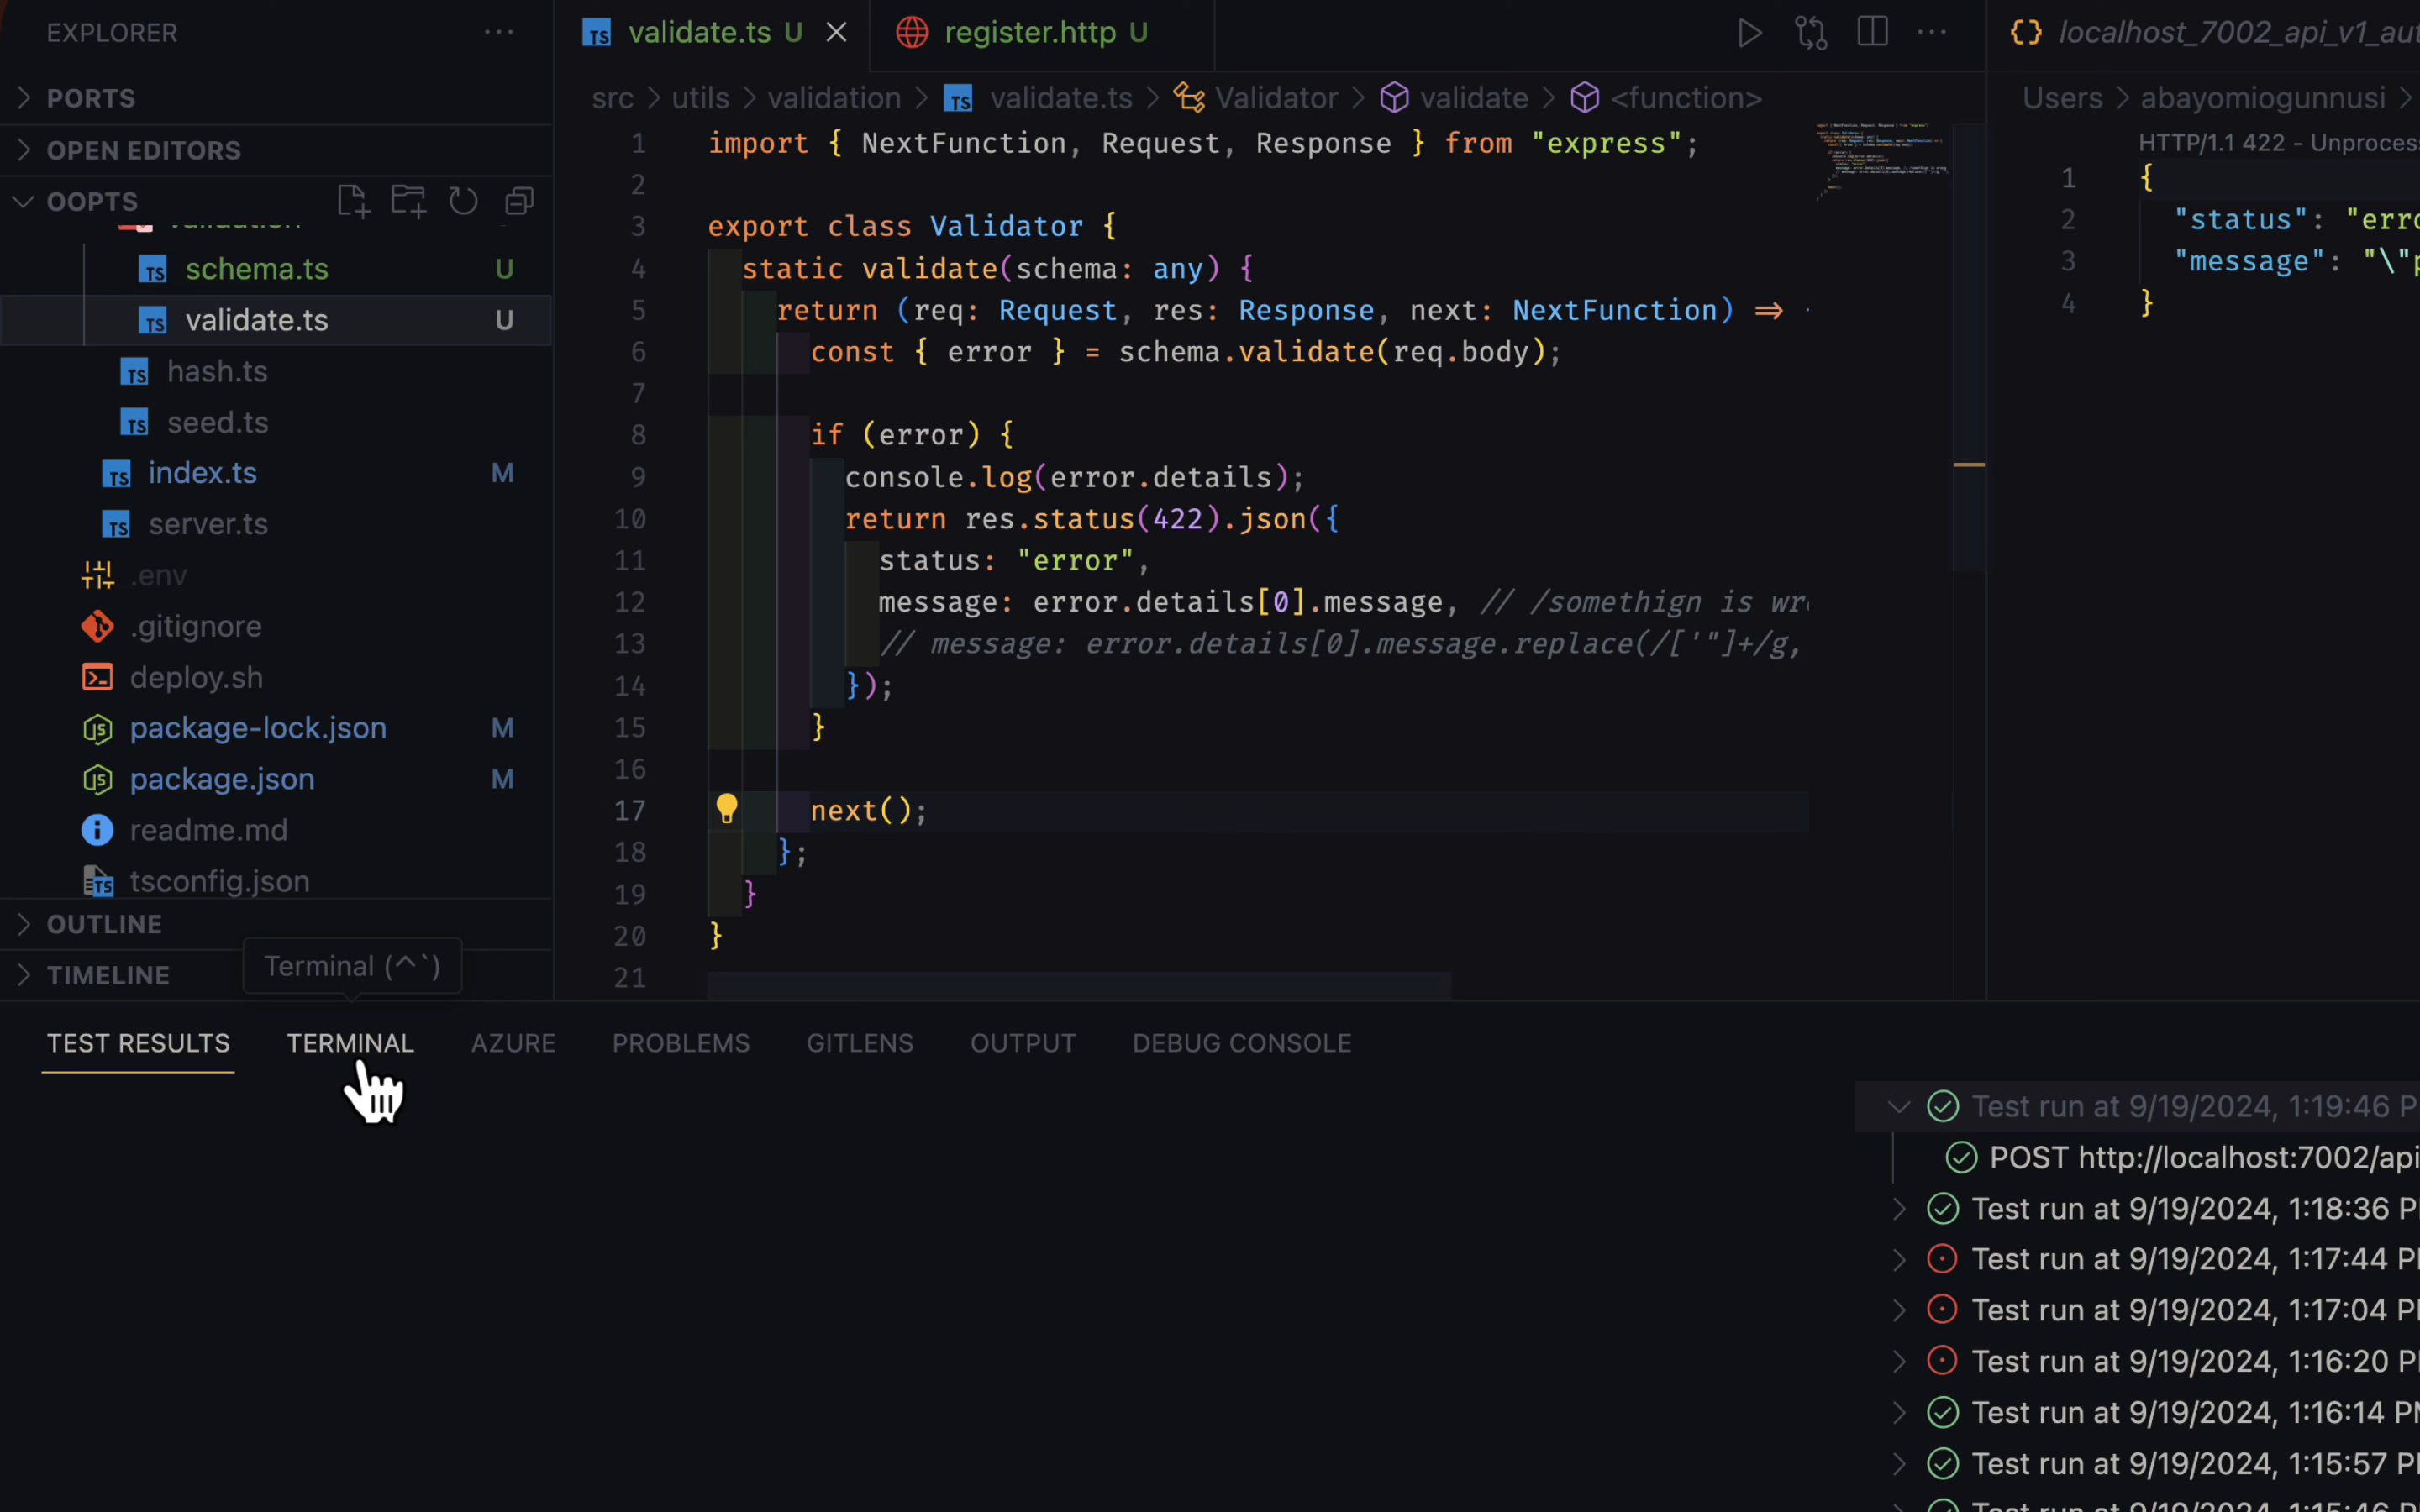 EXPLORER
PORTS
OPEN EDITORS
OOPTS
validation
schema.ts U
validate.ts U
hash.ts
seed.ts
index.ts M
server.ts
.env
.gitignore
deploy.sh
package-lock.json M
package.json M
readme.md
tsconfig.json
OUTLINE
TIMELINE
Terminal (^`)
validate.ts U
register.http U
src > utils > validation > validate.ts > Validator > validate > <function>
1 import { NextFunction, Request, Response } from "express";
2
3 export class Validator {
4 static validate(schema: any) {
5 return (req: Request, res: Response, next: NextFunction) =>
6 const { error } = schema.validate(req.body);
7
8 if (error) {
9 console.log(error.details);
10 return res.status(422).json({
11 status: "error",
12 message: error.details[0].message, // /somethign is
13 // message: error.details[0].message.replace(/['"]+/g,
14 });
15 }
16
17 next();
18 };
19 }
20 }
21
{} localhost_7002_api_v1_au
Users > abayomiogunnusi >
HTTP/1.1 422 - Unproces
1 {
2 "status": "erro
3 "message": "\"p
4 }
TEST RESULTS TERMINAL AZURE PROBLEMS GITLENS OUTPUT DEBUG CONSOLE
Test run at 9/19/2024, 1:19:46 P
POST http://localhost:7002/api
Test run at 9/19/2024, 1:18:36 P
Test run at 9/19/2024, 1:17:44 P
Test run at 9/19/2024, 1:17:04 P
Test run at 9/19/2024, 1:16:20 P
Test run at 9/19/2024, 1:16:14 PM
Test run at 9/19/2024, 1:15:57 P